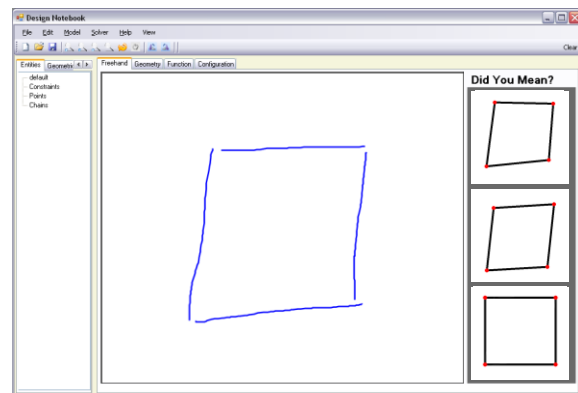 Design Notebook
File Edit Model Solver Help View
Clear
Entities Geometri
Freehand Geometry Function Configuration
default
Constraints
Points
Chains
Did You Mean?